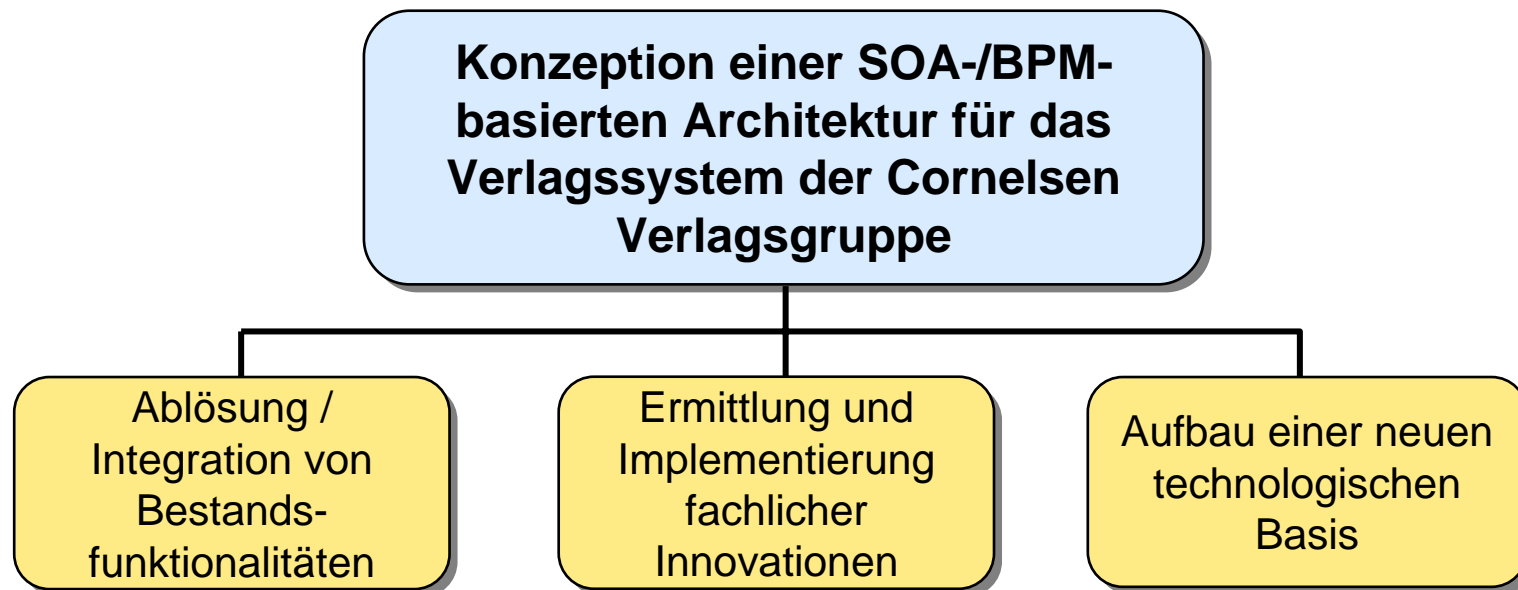 Konzeption einer SOA-/BPM-
basierten Architektur für das
Verlagssystem der Cornelsen
Verlagsgruppe
Ablösung /
Integration von
Bestands-
funktionalitäten
Ermittlung und
Implementierung
fachlicher
Innovationen
Aufbau einer neuen
technologischen
Basis